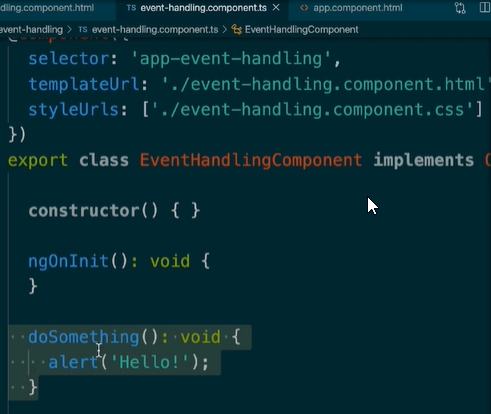 dling.component.html event-handling.component.ts × <> app.component.html
event-handling > TS event-handling.component.ts > EventHandlingComponent
selector: 'app-event-handling',
templateUrl: './event-handling.component.html'
styleUrls: ['./event-handling.component.css']
})
export class EventHandlingComponent implements
constructor() { }
ngOnInit(): void {
}
doSomething(): void {
alert('Hello!');
}